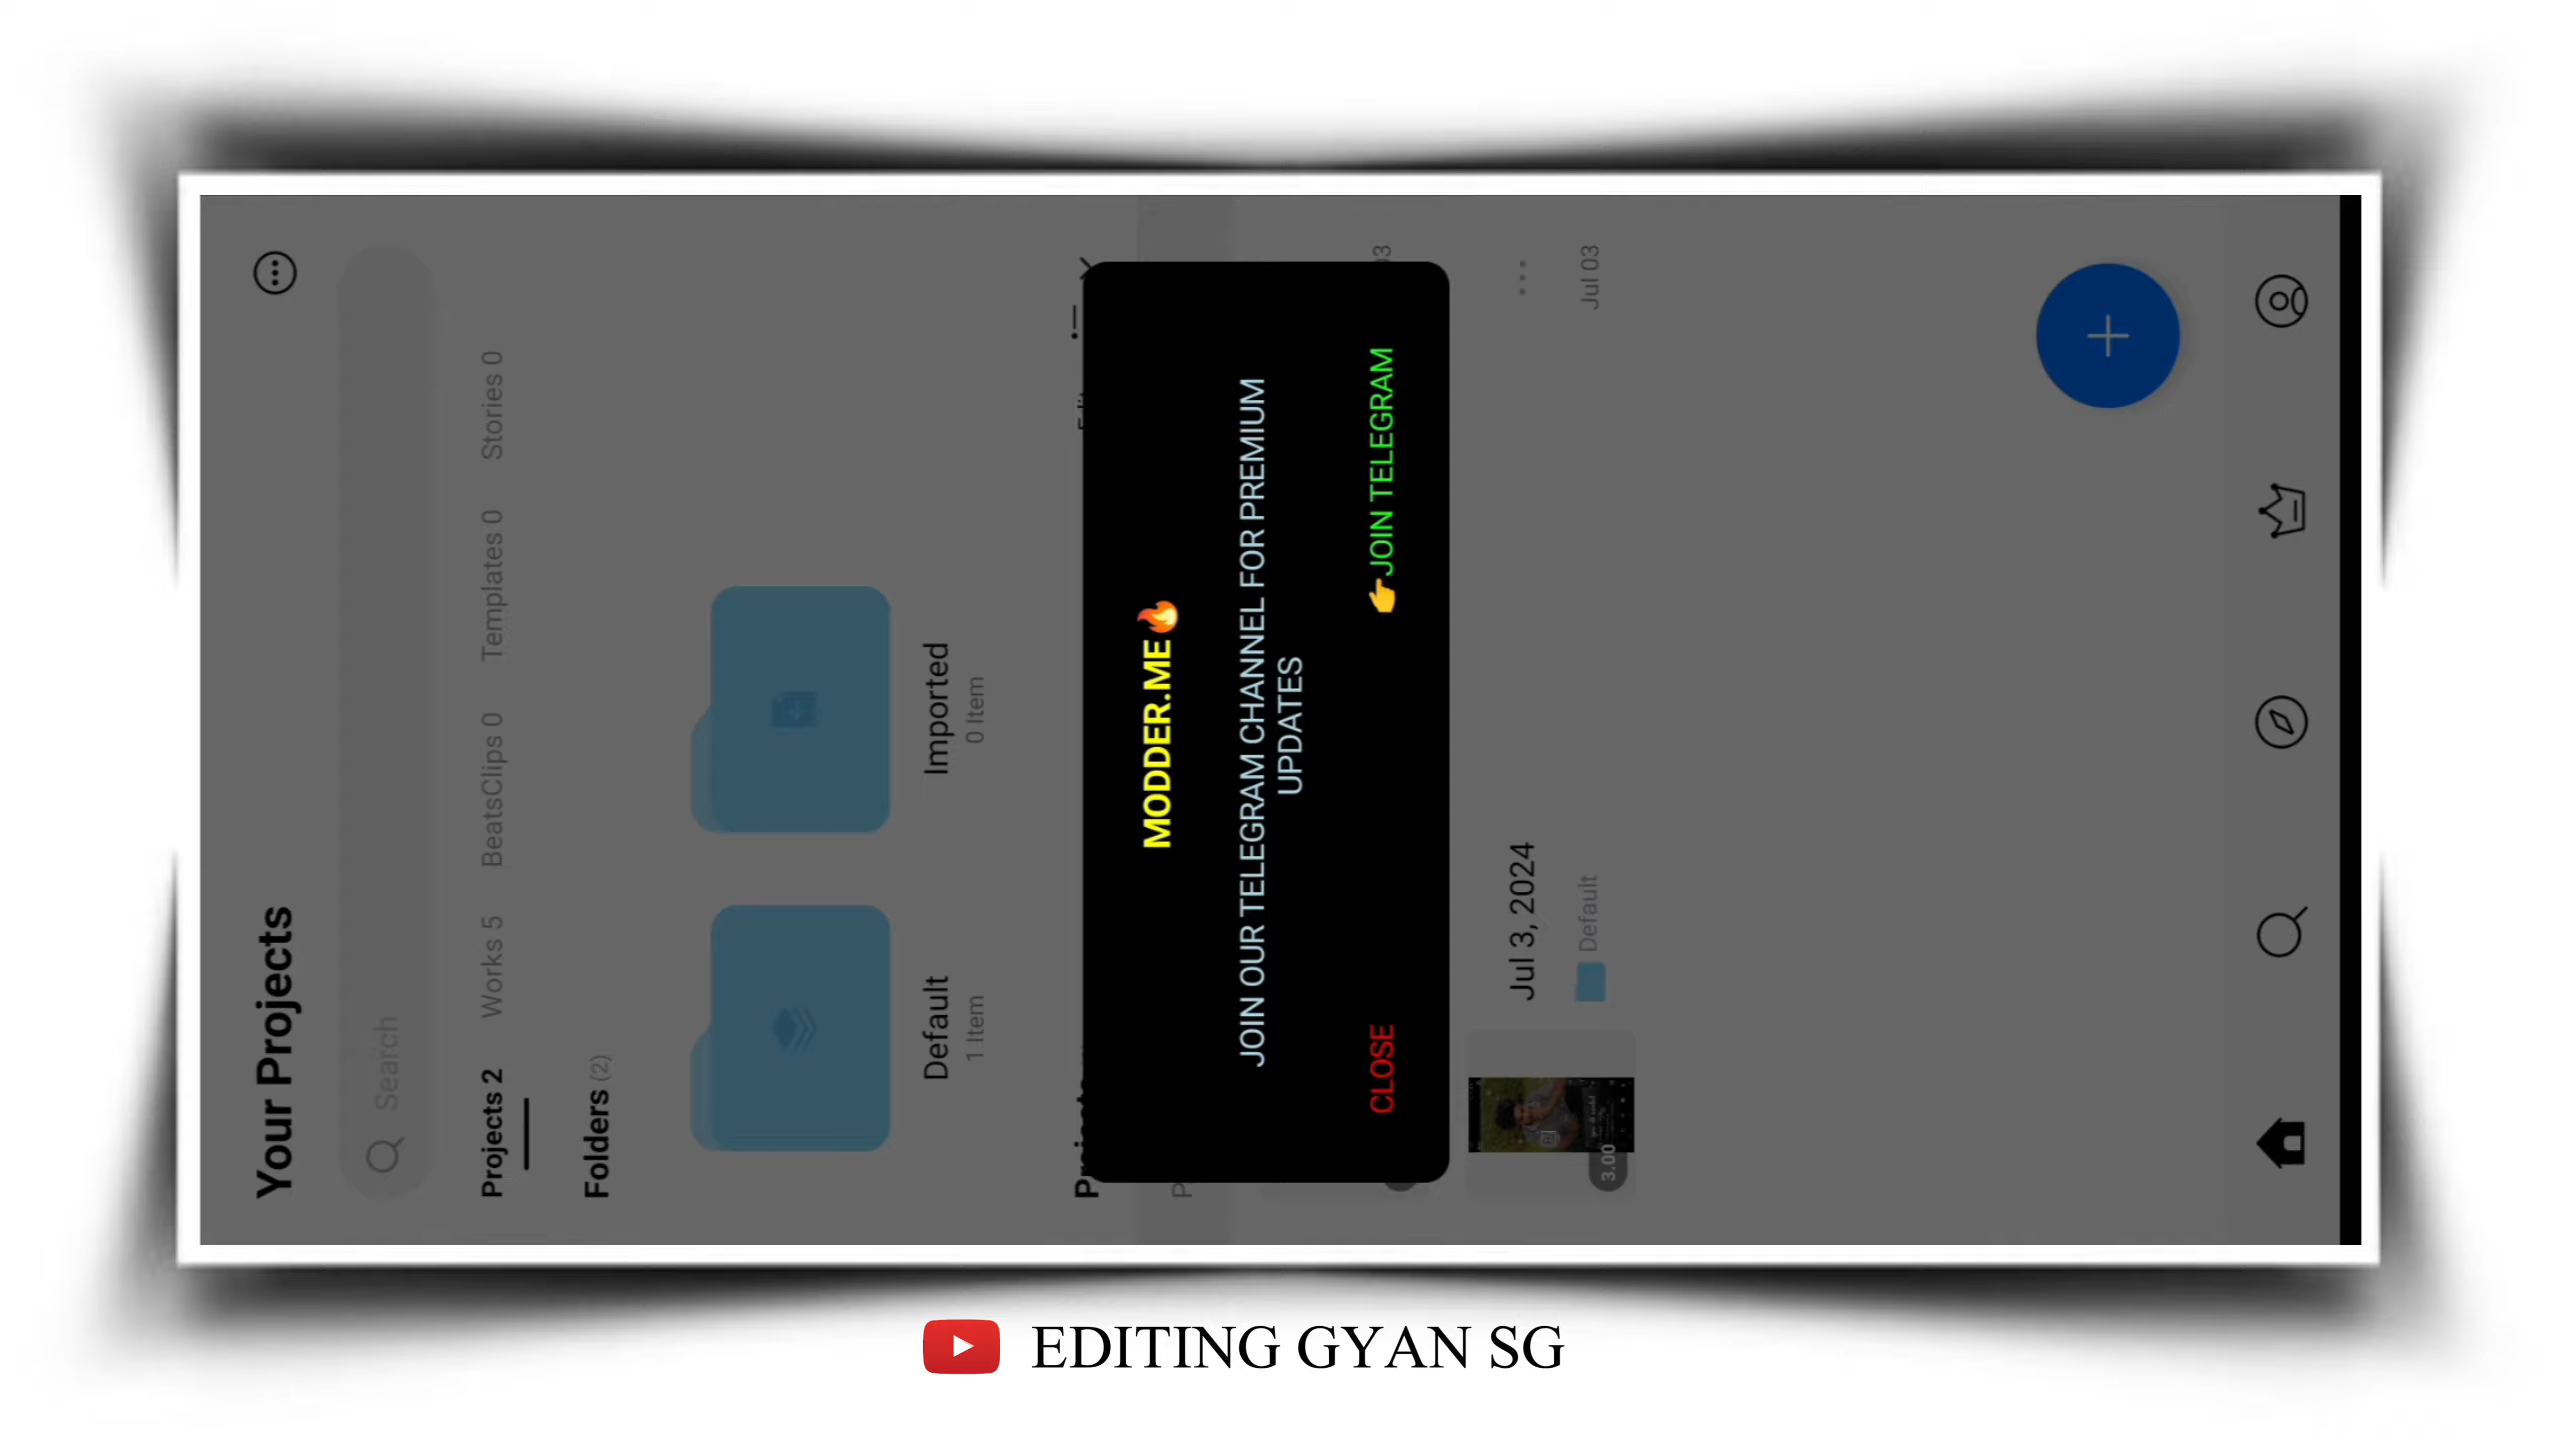 Your Projects
Search
Projects 2 Works 5 BeatsClips 0 Templates 0 Stories 0
Folders (2)
Default Imported
1 Item 0 Item
MODDER.ME🔥
JOIN OUR TELEGRAM CHANNEL FOR PREMIUM
UPDATES
CLOSE 👉JOIN TELEGRAM
Jul 3, 2024
Default Jul 03
3.00
EDITING GYAN SG